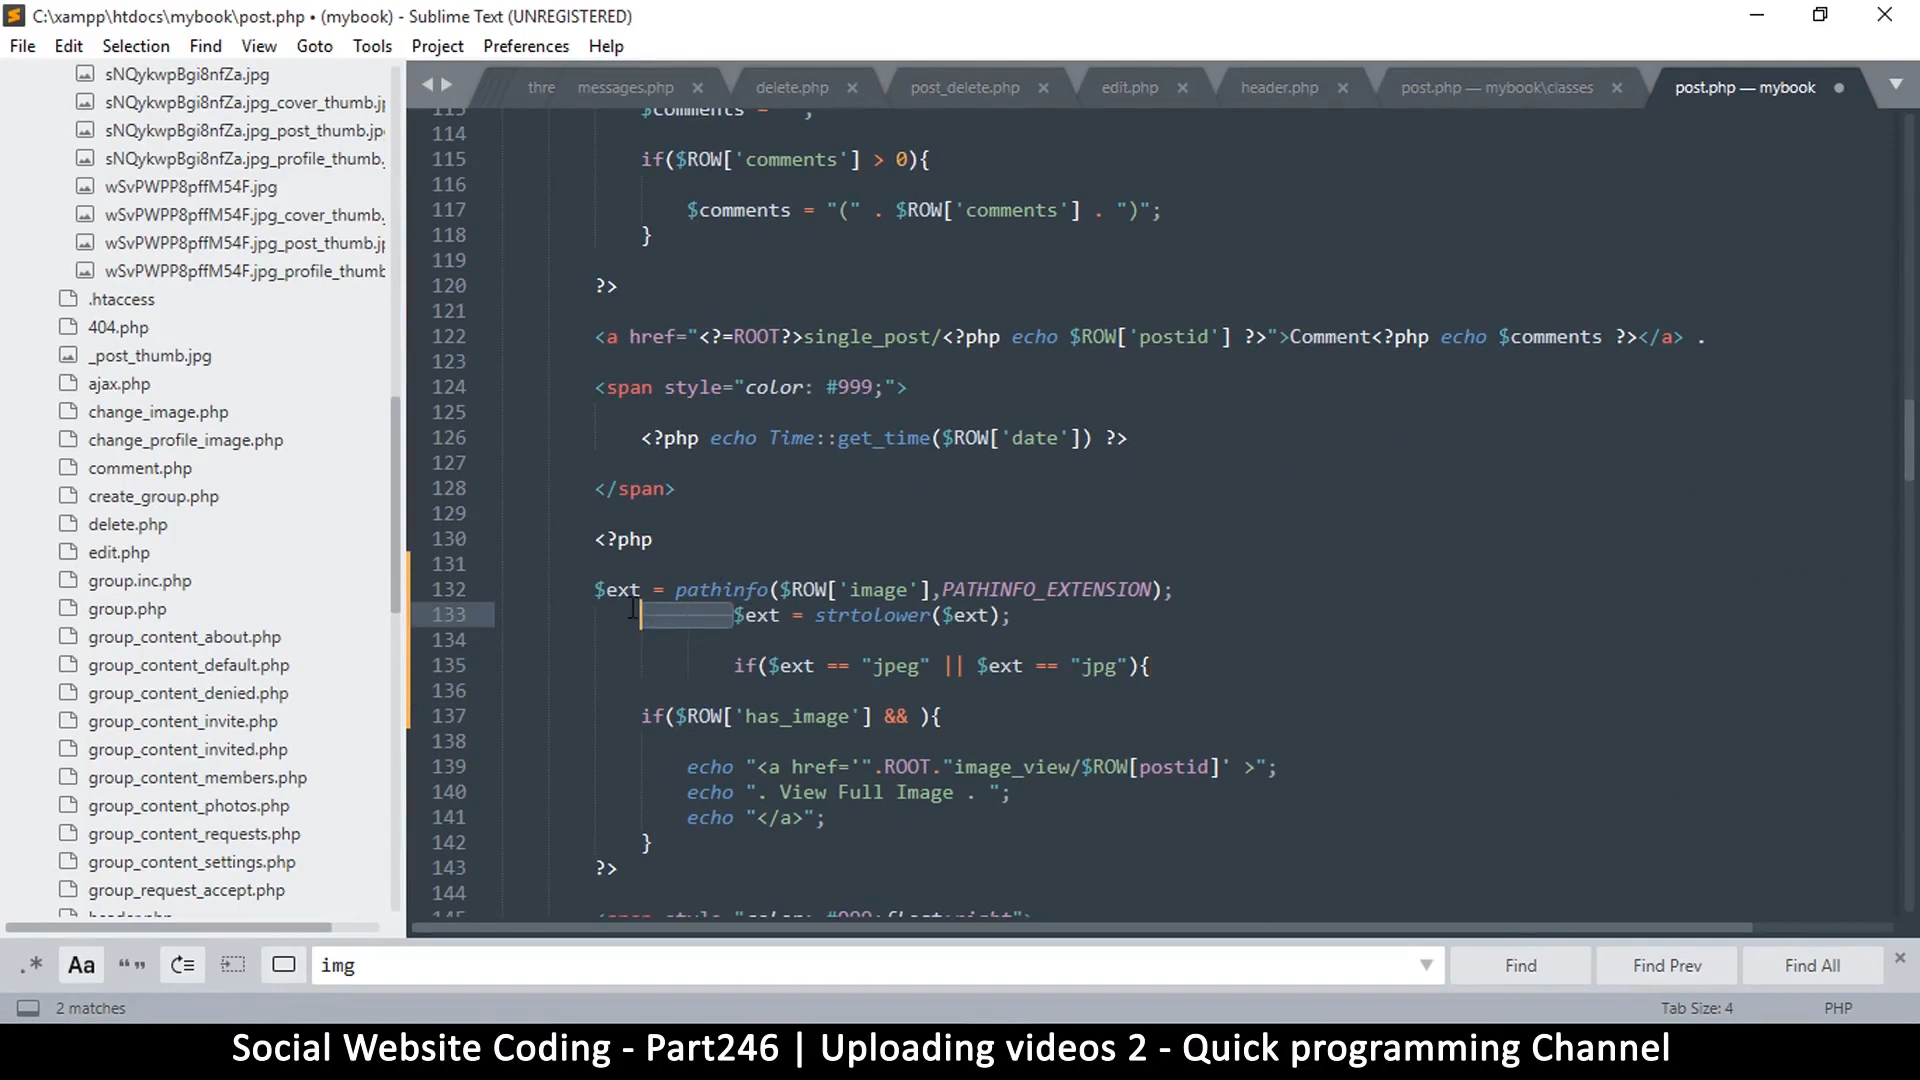 C:\xampp\htdocs\mybook\post.php • (mybook) - Sublime Text (UNREGISTERED)
File Edit Selection Find View Goto Tools Project Preferences Help
sNQykwpBgi8nfZa.jpg
sNQykwpBgi8nfZa.jpg_cover_thumb.j
sNQykwpBgi8nfZa.jpg_post_thumb.jp
sNQykwpBgi8nfZa.jpg_profile_thumb.
wSvPWPP8pffM54F.jpg
wSvPWPP8pffM54F.jpg_cover_thumb.
wSvPWPP8pffM54F.jpg_post_thumb.j
wSvPWPP8pffM54F.jpg_profile_thumb
.htaccess
404.php
_post_thumb.jpg
ajax.php
change_image.php
change_profile_image.php
comment.php
create_group.php
delete.php
edit.php
group.inc.php
group.php
group_content_about.php
group_content_default.php
group_content_denied.php
group_content_invite.php
group_content_invited.php
group_content_members.php
group_content_photos.php
group_content_requests.php
group_content_settings.php
group_request_accept.php
thre messages.php delete.php post_delete.php edit.php header.php post.php — mybook\classes post.php — mybook
$comments = ;
114
115 if($ROW['comments'] > 0){
116
117 $comments = "(" . $ROW['comments'] . ")";
118 }
119
120 ?>
121
122 <a href="<?=ROOT?>single_post/<?php echo $ROW['postid'] ?>">Comment<?php echo $comments ?></a> .
123
124 <span style="color: #999;">
125
126 <?php echo Time::get_time($ROW['date']) ?>
127
128 </span>
129
130 <?php
131
132 $ext = pathinfo($ROW['image'],PATHINFO_EXTENSION);
133 $ext = strtolower($ext);
134
135 if($ext == "jpeg" || $ext == "jpg"){
136
137 if($ROW['has_image'] && ){
138
139 echo "<a href='".ROOT."image_view/$ROW[postid]' >";
140 echo ". View Full Image . ";
141 echo "</a>";
142 }
143 ?>
144
.* Aa “” img Find Find Prev Find All
2 matches Tab Size: 4 PHP
Social Website Coding - Part246 | Uploading videos 2 - Quick programming Channel